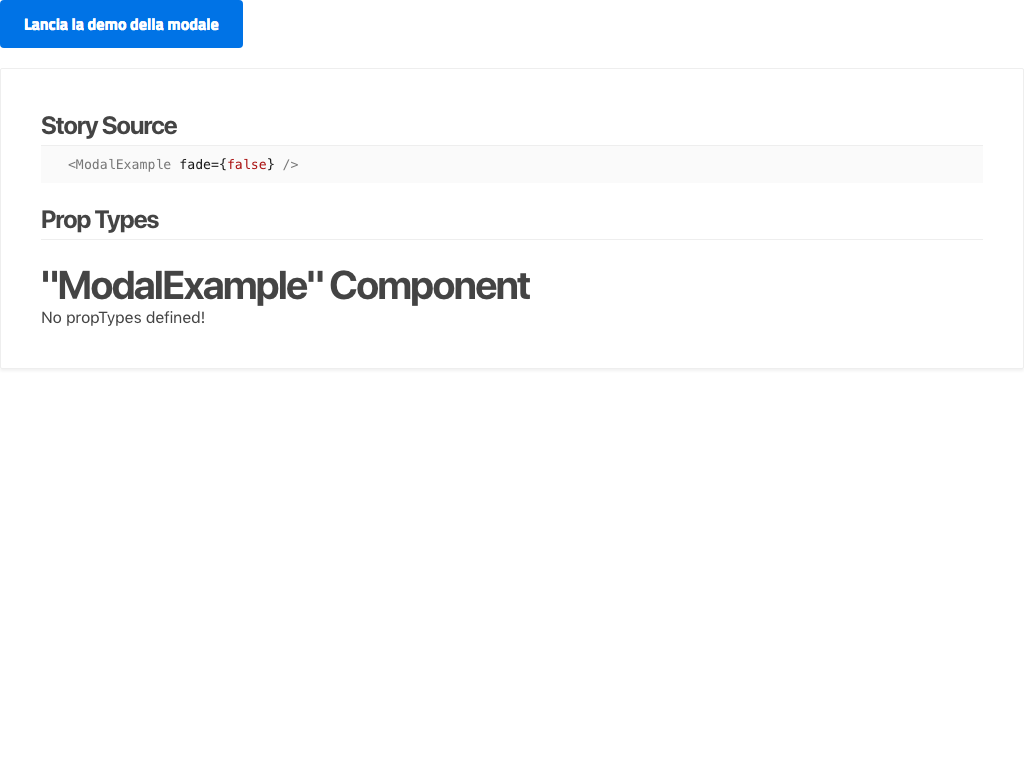 Lancia la demo della modale
Story Source
<ModalExample fade={false} />
Prop Types
"ModalExample" Component
No propTypes defined!